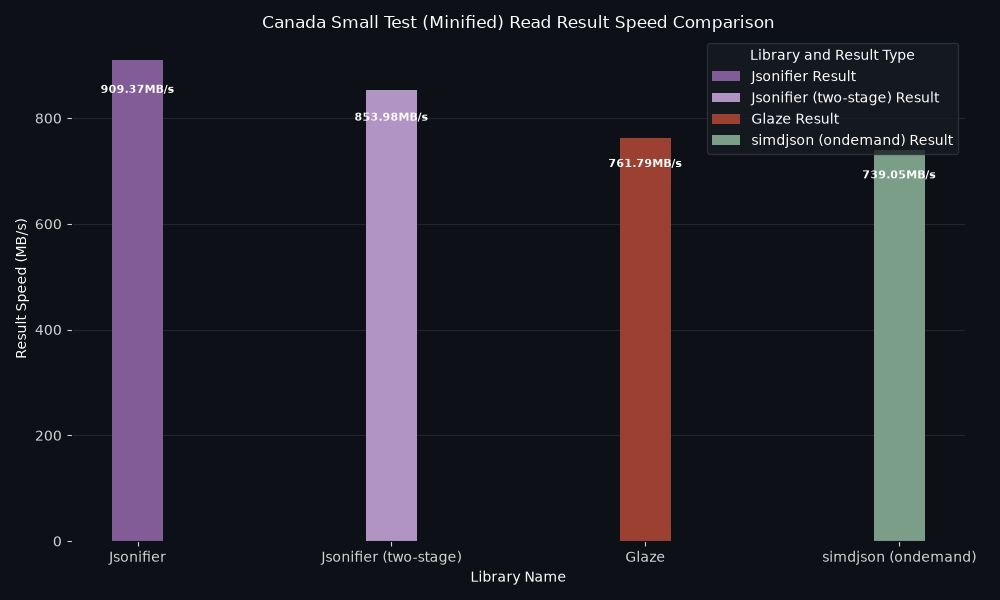 Canada Small Test (Minified) Read Result Speed Comparison
Library and Result Type
Jsonifier Result
Jsonifier (two-stage) Result
Glaze Result
simdjson (ondemand) Result
909.37MB/s
853.98MB/s
761.79MB/s
739.05MB/s
Result Speed (MB/s)
800
600
400
200
0
Jsonifier
Jsonifier (two-stage)
Glaze
simdjson (ondemand)
Library Name